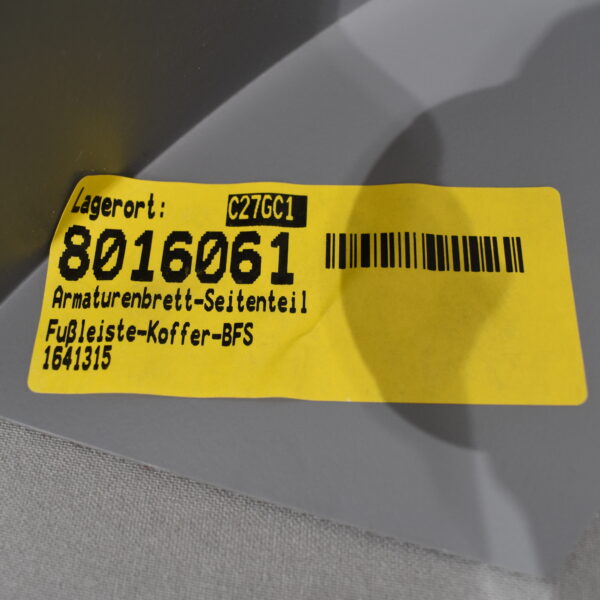 Lagerort: C27GC1
8016061
Armaturenbrett-Seitenteil
Fußleiste-Koffer-BFS
1641315